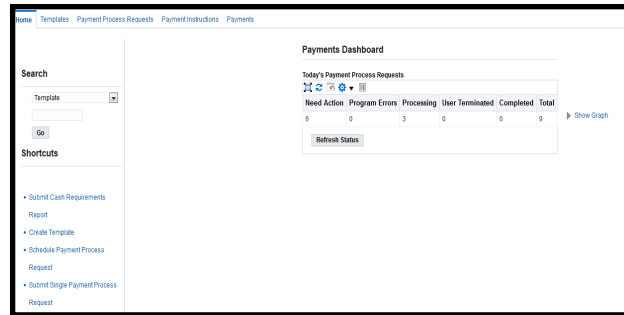 Home Templates Payment Process Requests Payment Instructions Payments
Payments Dashboard
Search
Template
Go
Shortcuts
• Submit Cash Requirements
Report
• Create Template
• Schedule Payment Process
Request
• Submit Single Payment Process
Request
Today's Payment Process Requests
Need Action Program Errors Processing User Terminated Completed Total
6 0 3 0 0 9
Refresh Status
Show Graph